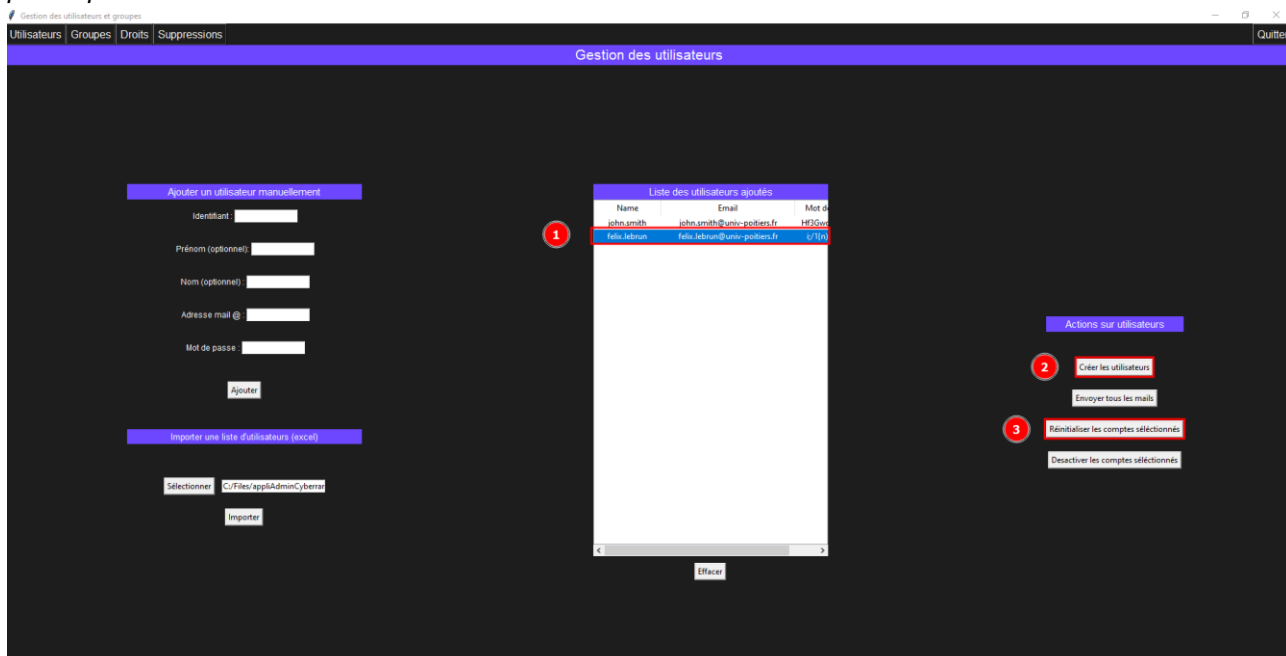 Gestion des utilisateurs et groupes
Utilisateurs Groupes Droits Suppressions Quitter
Gestion des utilisateurs
Ajouter un utilisateur manuellement
Identifiant :
Prénom (optionnel):
Nom (optionnel) :
Adresse mail @ :
Mot de passe :
Ajouter
Importer une liste d'utilisateurs (excel)
Sélectionner C:/Files/appliAdminCyberran
Importer
Liste des utilisateurs ajoutés
Name Email Mot de
john.smith john.smith@univ-poitiers.fr
1 felix.lebrun felix.lebrun@univ-poitiers.fr
Effacer
Actions sur utilisateurs
2 Créer les utilisateurs
Envoyer tous les mails
3 Réinitialiser les comptes séléctionnés
Desactiver les comptes séléctionnés